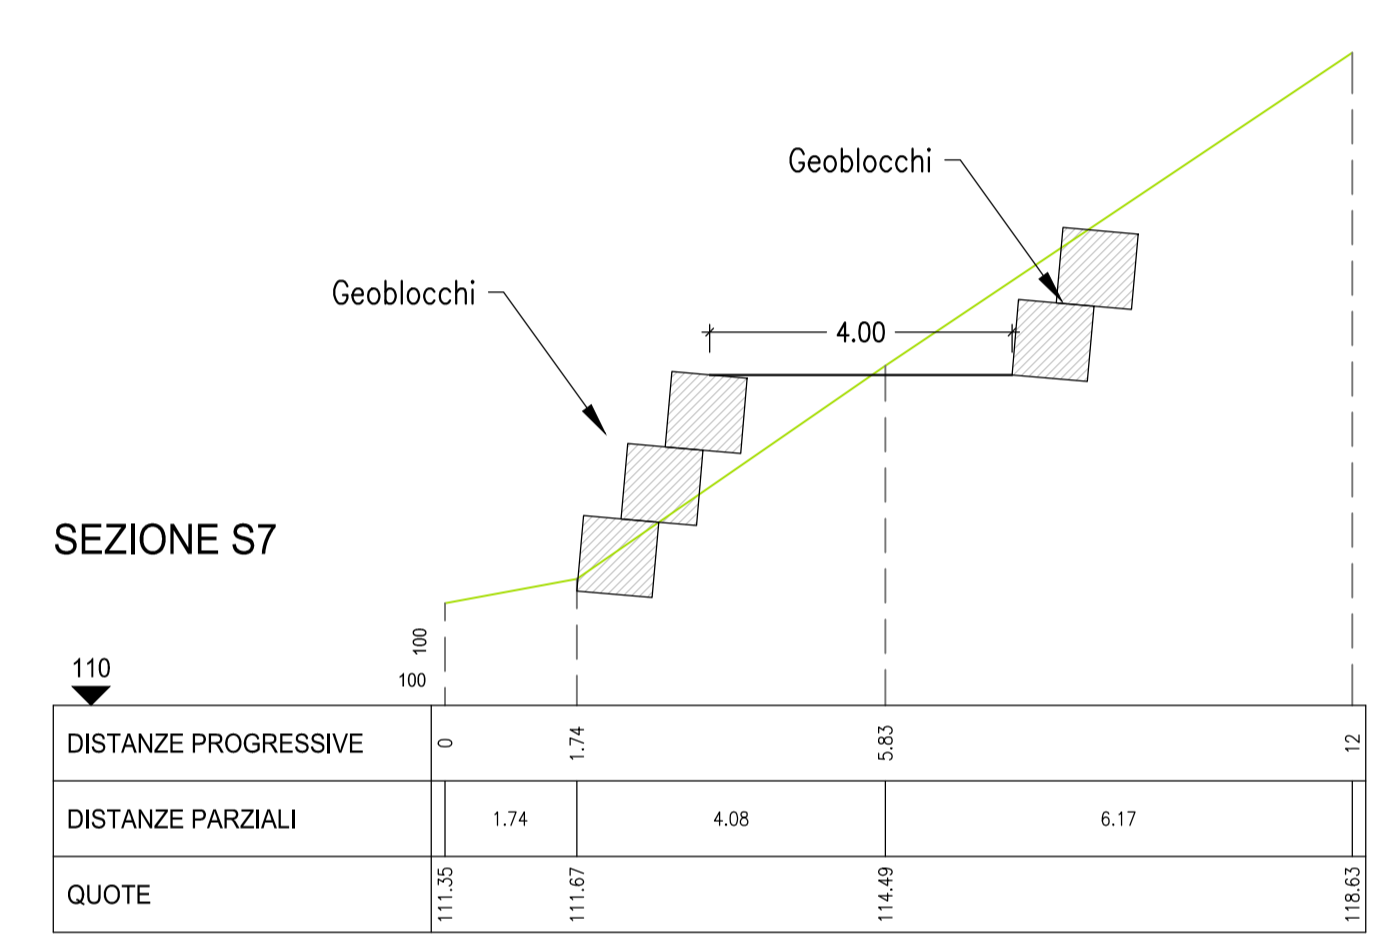 Geoblocchi
Geoblocchi
4.00
SEZIONE S7
100
100
110
DISTANZE PROGRESSIVE 0 1.74 5.83 12
DISTANZE PARZIALI 1.74 4.08 6.17
QUOTE 111.35 111.67 114.49 118.63